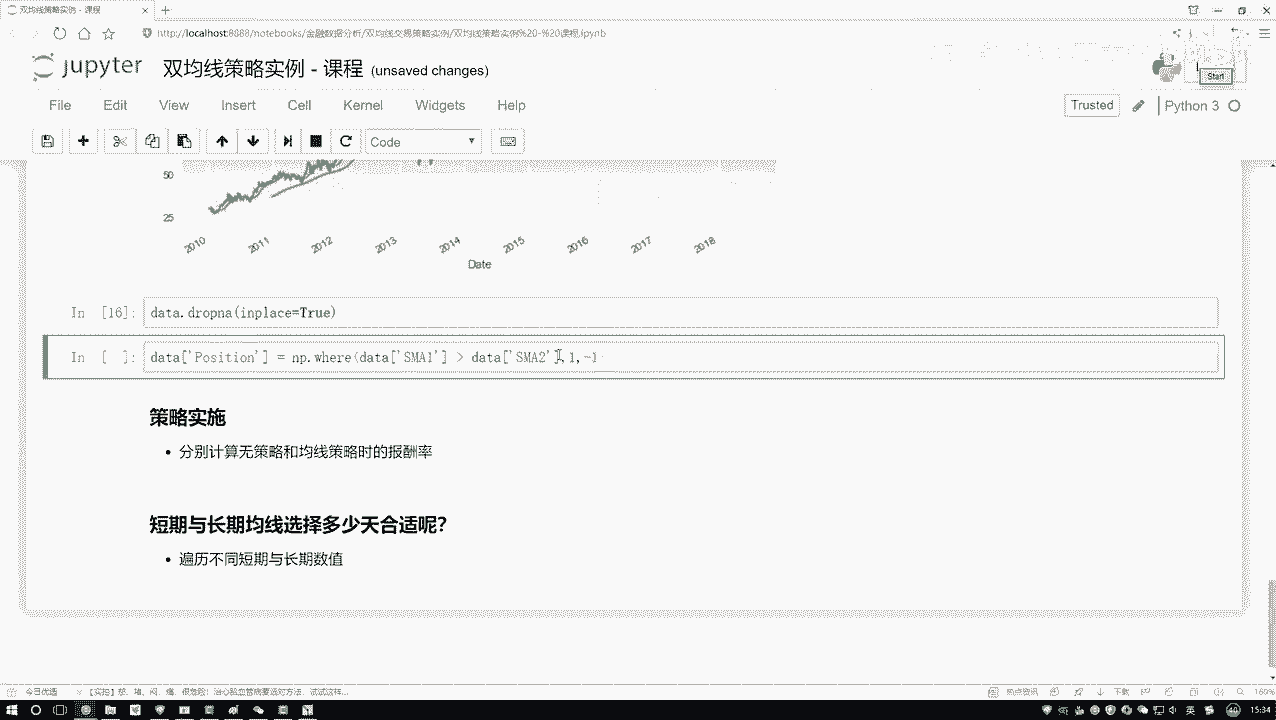 双均线策略实例 - 课程
http://localhost:8888/notebooks/金融数据分析/双均线交易策略实例/双均线策略实例%20-%20课程.ipynb
jupyter 双均线策略实例 - 课程 (unsaved changes)
Start
File Edit View Insert Cell Kernel Widgets Help
Trusted Python 3
Code
50
25
2010 2011 2012 2013 2014 2015 2016 2017 2018
Date
In [16]: data.dropna(inplace=True)
In [ ]: data['Position'] = np.where(data['SMA1'] > data['SMA2'],1,-1)
策略实施
• 分别计算无策略和均线策略时的报酬率
短期与长期均线选择多少天合适呢?
• 遍历不同短期与长期数值
今日优选
热点资讯 下载 160%
英 15:34